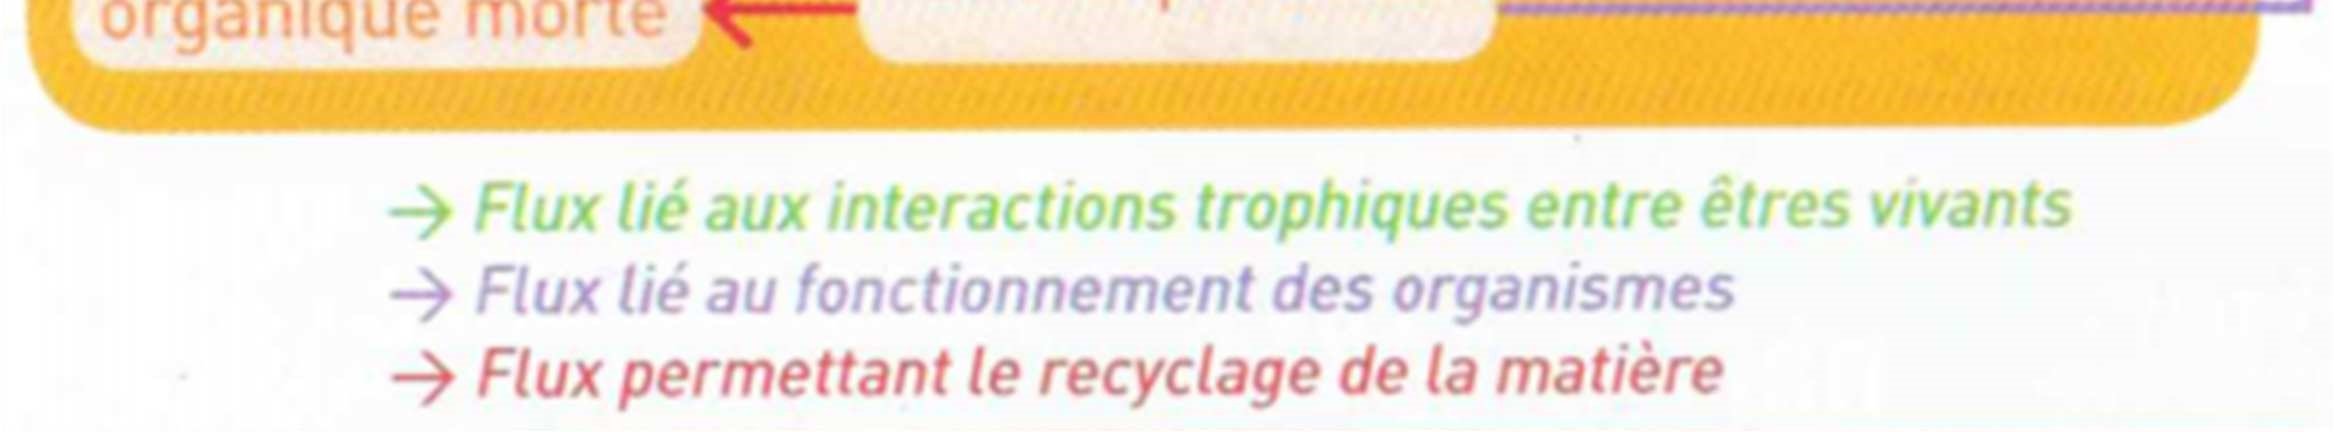 organique morte
→ Flux lié aux interactions trophiques entre êtres vivants
→ Flux lié au fonctionnement des organismes
→ Flux permettant le recyclage de la matière